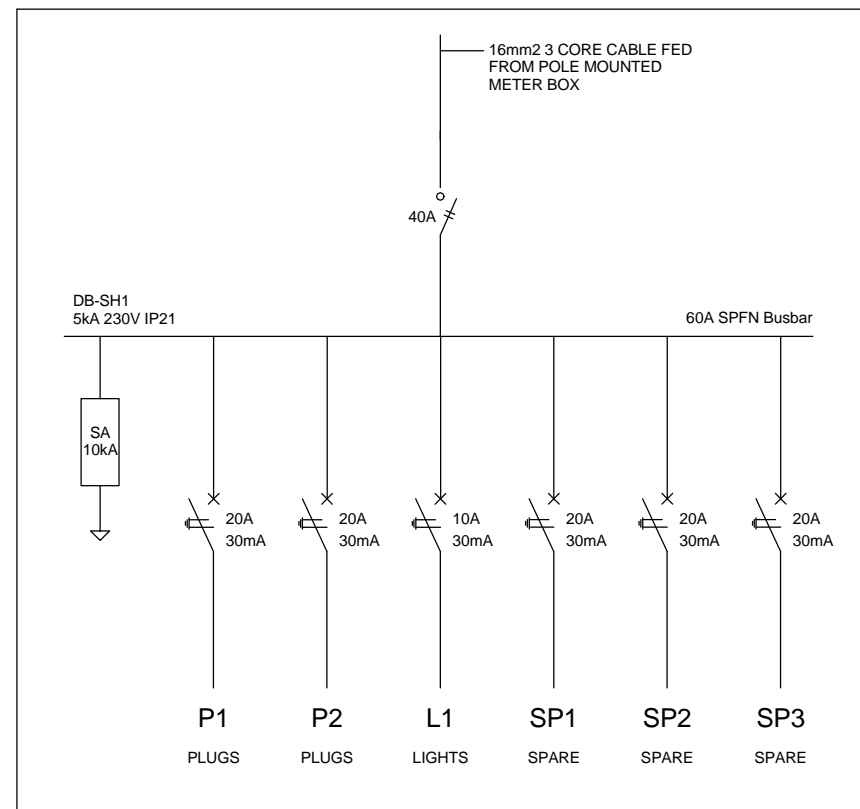 16mm2 3 CORE CABLE FED
FROM POLE MOUNTED
METER BOX
40A
DB-SH1
5kA 230V IP21
60A SPFN Busbar
SA
10kA
20A
30mA
20A
30mA
10A
30mA
20A
30mA
20A
30mA
20A
30mA
P1
P2
L1
SP1
SP2
SP3
PLUGS
PLUGS
LIGHTS
SPARE
SPARE
SPARE